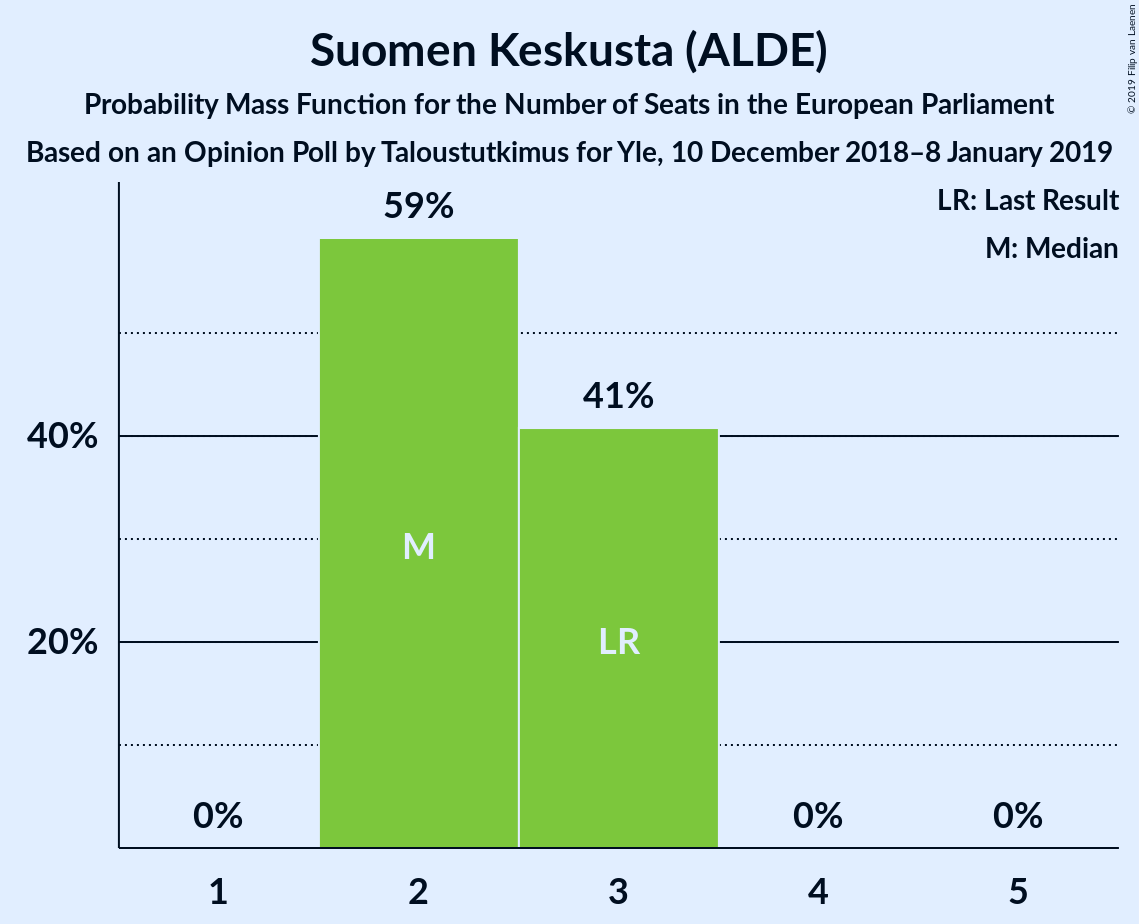 Suomen Keskusta (ALDE)
Probability Mass Function for the Number of Seats in the European Parliament
Based on an Opinion Poll by Taloustutkimus for Yle, 10 December 2018–8 January 2019
© 2019 Filip van Laenen
LR: Last Result
M: Median
59%
41%
40%
M
LR
20%
0% 0% 0%
1 2 3 4 5